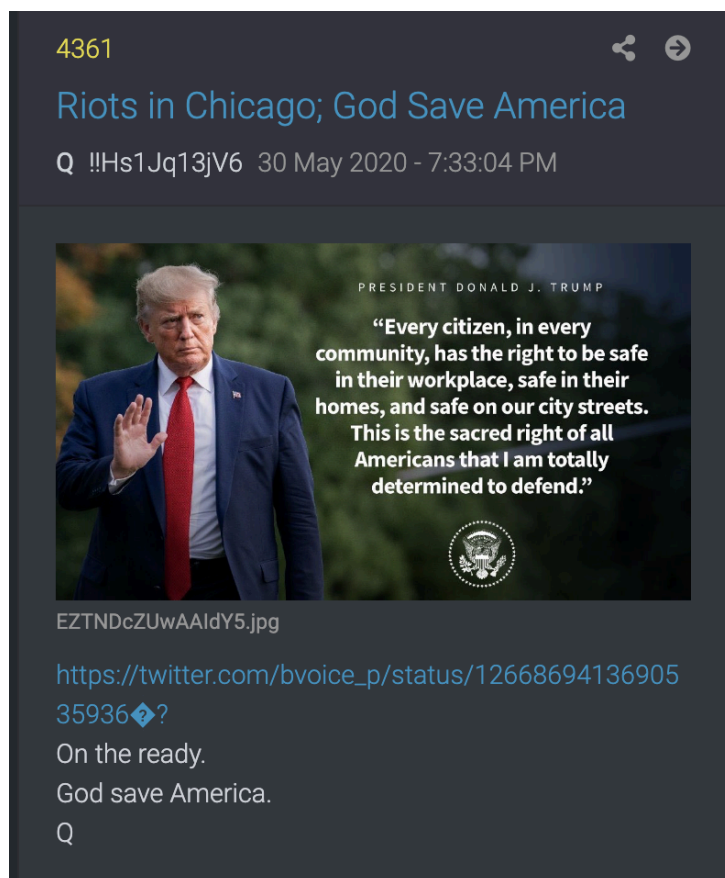 4361
Riots in Chicago; God Save America
Q !!Hs1Jq13jV6 30 May 2020 - 7:33:04 PM
PRESIDENT DONALD J. TRUMP
“Every citizen, in every
community, has the right to be safe
in their workplace, safe in their
homes, and safe on our city streets.
This is the sacred right of all
Americans that I am totally
determined to defend.”
EZTNDcZUwAAIdY5.jpg
https://twitter.com/bvoice_p/status/12668694136905
35936�?
On the ready.
God save America.
Q